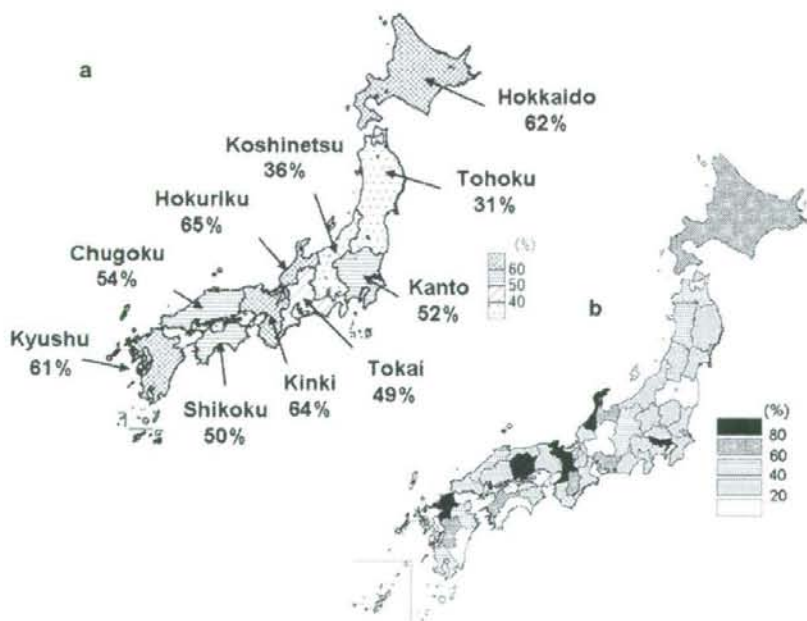 a
Hokkaido
62%
Koshinetsu
36%
Tohoku
31%
Hokuriku
65%
Chugoku
54%
(%)
60
50
40
Kanto
52%
b
Kyushu
61%
Tokai
49%
Kinki
64%
Shikoku
50%
(%)
80
60
40
20